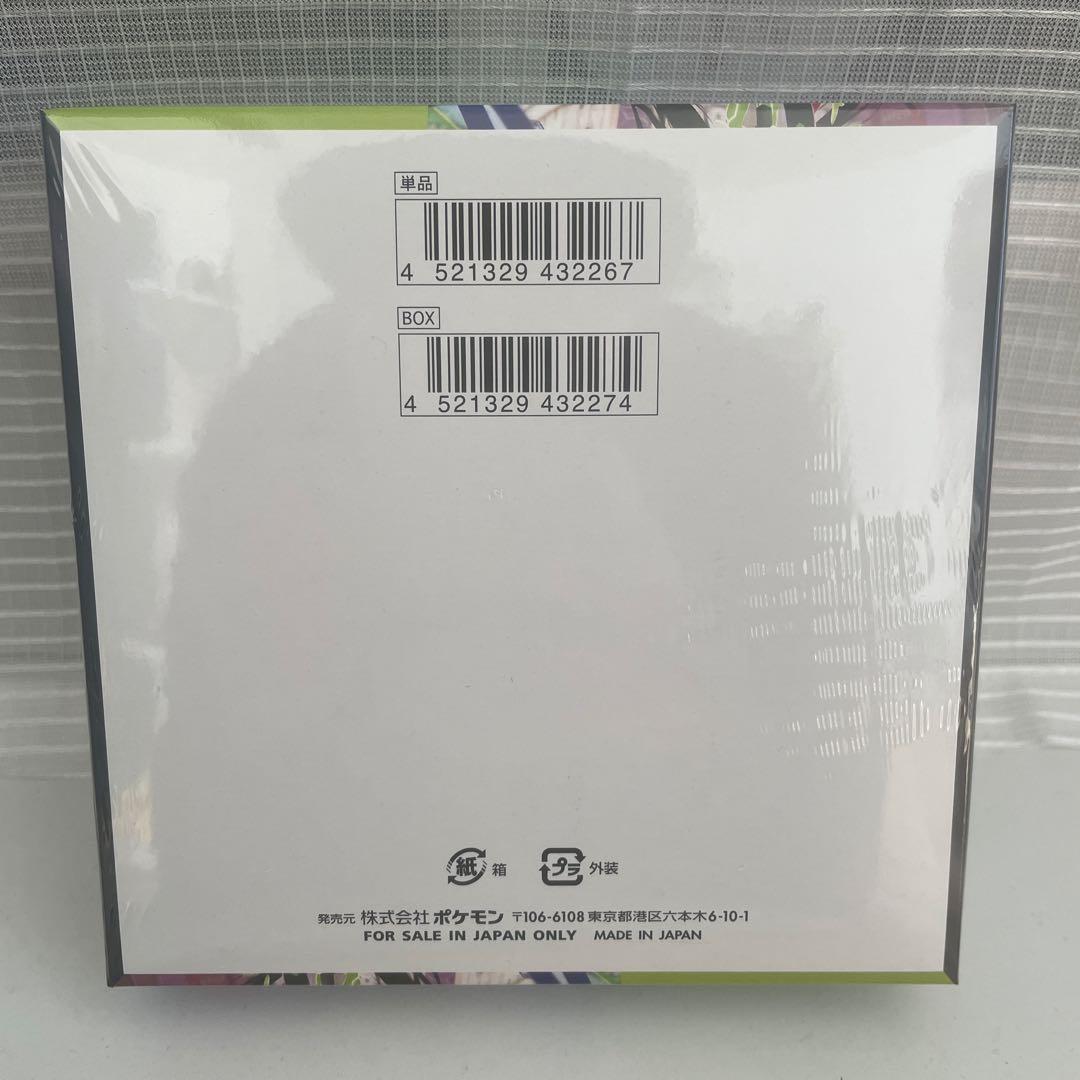 単品
4 521329 432267
BOX
4 521329 432274
紙 箱 プラ 外装
発売元 株式会社 ポケモン 〒106-6108 東京都港区六本木6-10-1
FOR SALE IN JAPAN ONLY MADE IN JAPAN